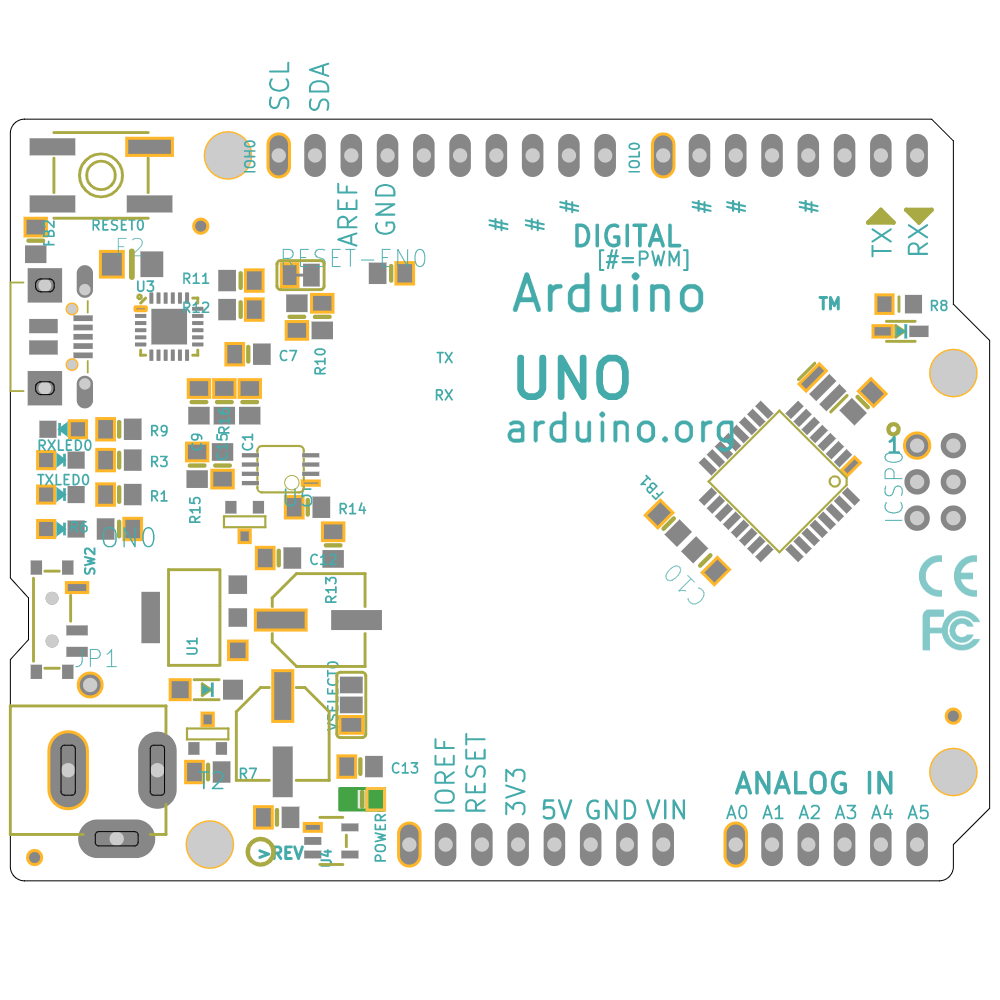 SCL
SDA
IOH0
IOL0
AREF
GND
#
#
#
#
#
#
DIGITAL
[#=PWM]
TX
RX
RESET0
FB2
F2
U3
RESET-EN0
R11
R12
C7
R10
Arduino
TM
R8
UNO
TX
RX
arduino.org
R9
RXLED0
R3
TXLED0
R1
ON0
SW2
C1
R15
R14
R13
FB1
C10
1
ICSP0
CE
FC
U1
JP1
VSELECT0
R7
C13
POWER
>REV
U4
IOREF
RESET
3V3
5V GND VIN
ANALOG IN
A0 A1 A2 A3 A4 A5